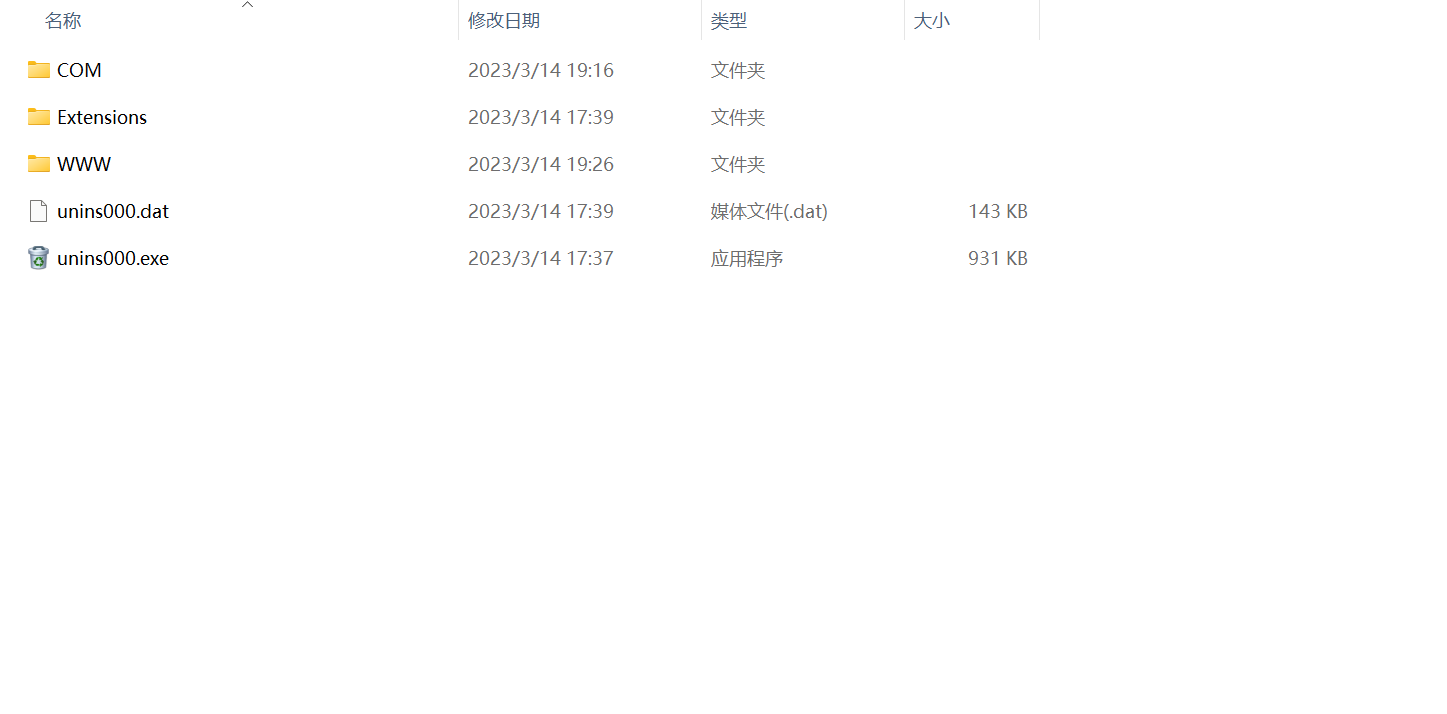 名称 修改日期 类型 大小
COM 2023/3/14 19:16 文件夹
Extensions 2023/3/14 17:39 文件夹
WWW 2023/3/14 19:26 文件夹
unins000.dat 2023/3/14 17:39 媒体文件(.dat) 143 KB
unins000.exe 2023/3/14 17:37 应用程序 931 KB